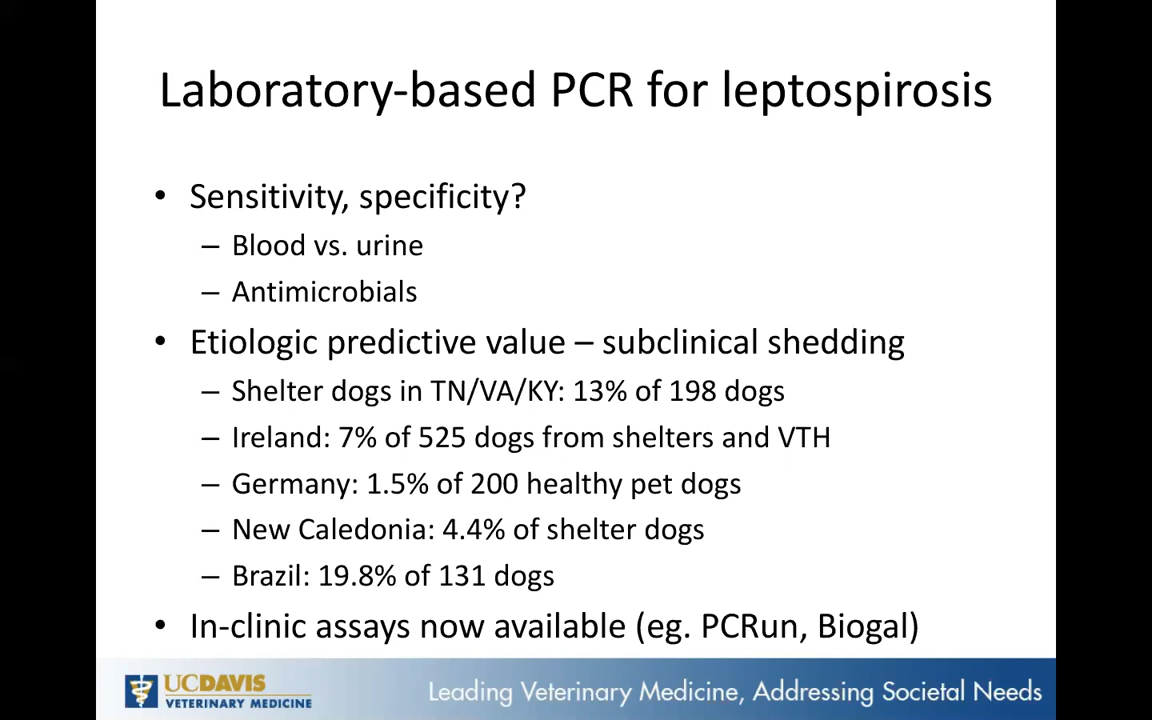 Laboratory-based PCR for leptospirosis
• Sensitivity, specificity?
– Blood vs. urine
– Antimicrobials
• Etiologic predictive value – subclinical shedding
– Shelter dogs in TN/VA/KY: 13% of 198 dogs
– Ireland: 7% of 525 dogs from shelters and VTH
– Germany: 1.5% of 200 healthy pet dogs
– New Caledonia: 4.4% of shelter dogs
– Brazil: 19.8% of 131 dogs
• In-clinic assays now available (eg. PCRun, Biogal)
UCDAVIS
VETERINARY MEDICINE
Leading Veterinary Medicine, Addressing Societal Needs